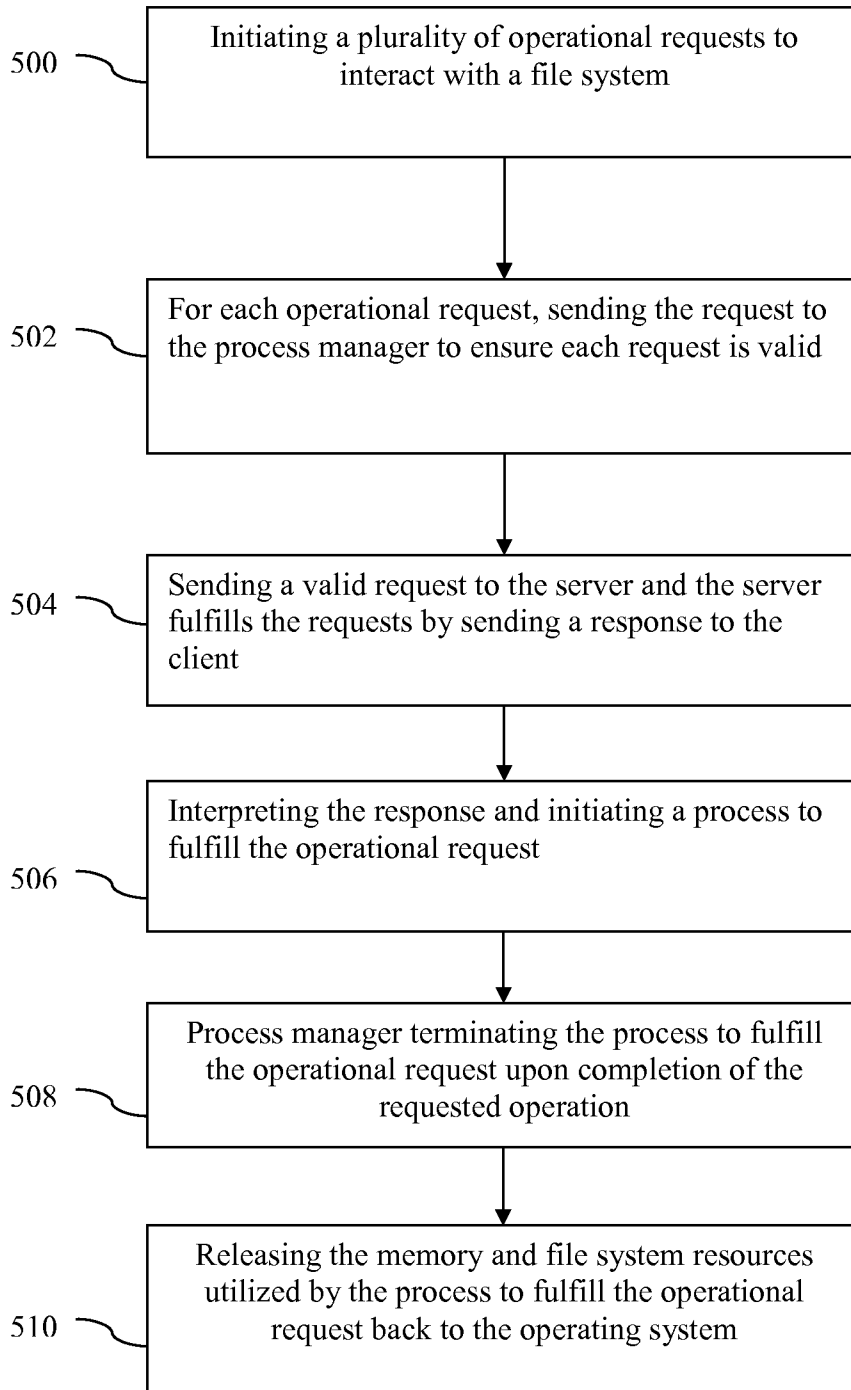 500
Initiating a plurality of operational requests to
interact with a file system
502
For each operational request, sending the request to
the process manager to ensure each request is valid
504
Sending a valid request to the server and the server
fulfills the requests by sending a response to the
client
506
Interpreting the response and initiating a process to
fulfill the operational request
508
Process manager terminating the process to fulfill
the operational request upon completion of the
requested operation
510
Releasing the memory and file system resources
utilized by the process to fulfill the operational
request back to the operating system